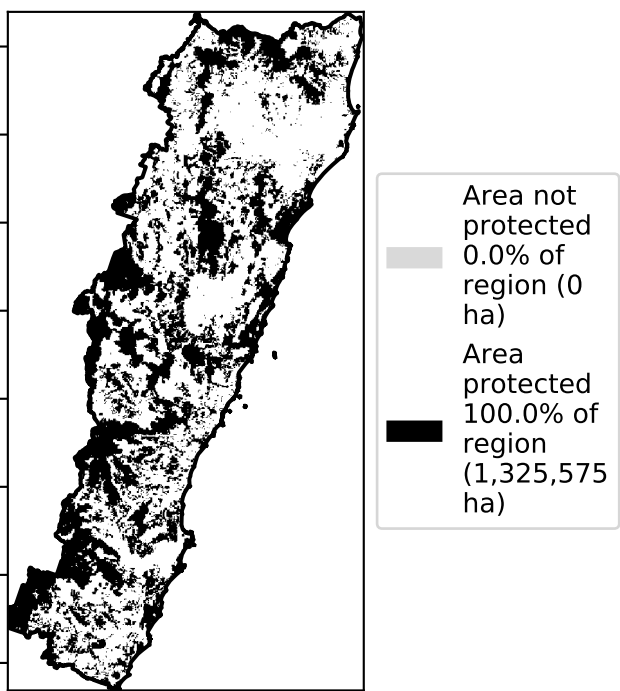 Area not
protected
0.0% of
region (0
ha)
Area
protected
100.0% of
region
(1,325,575
ha)